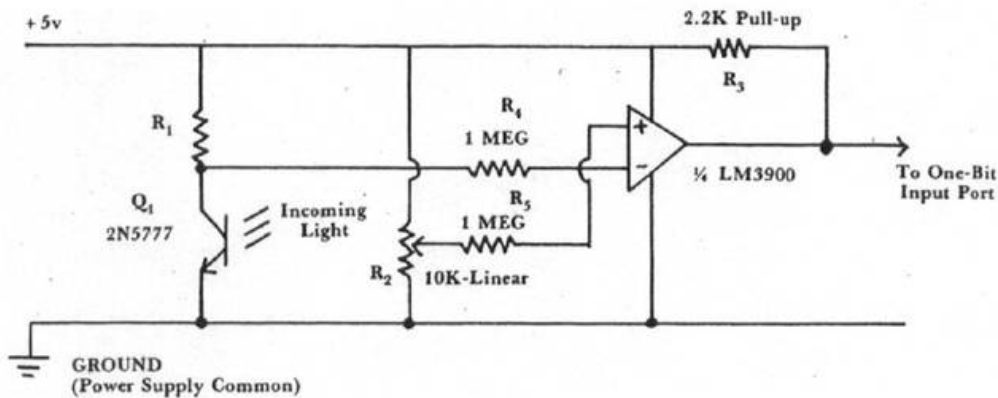 +5v
2.2K Pull-up
R3
R1
R4
1 MEG
+
−
¼ LM3900
To One-Bit
Input Port
Q1
2N5777
Incoming
Light
R5
1 MEG
R2
10K-Linear
GROUND
(Power Supply Common)